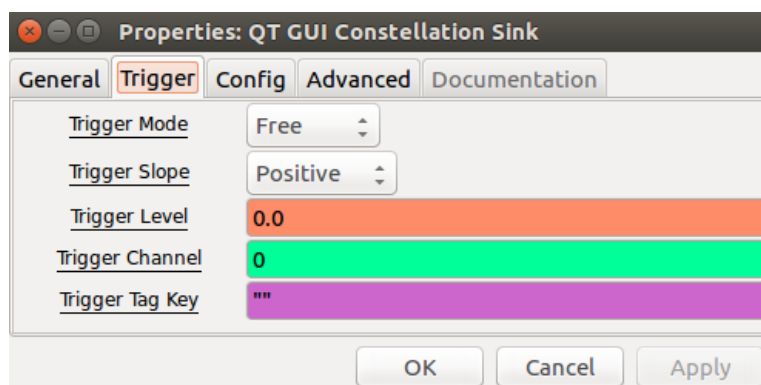 Properties: QT GUI Constellation Sink
General Trigger Config Advanced Documentation
Trigger Mode Free
Trigger Slope Positive
Trigger Level 0.0
Trigger Channel 0
Trigger Tag Key ""
OK Cancel Apply